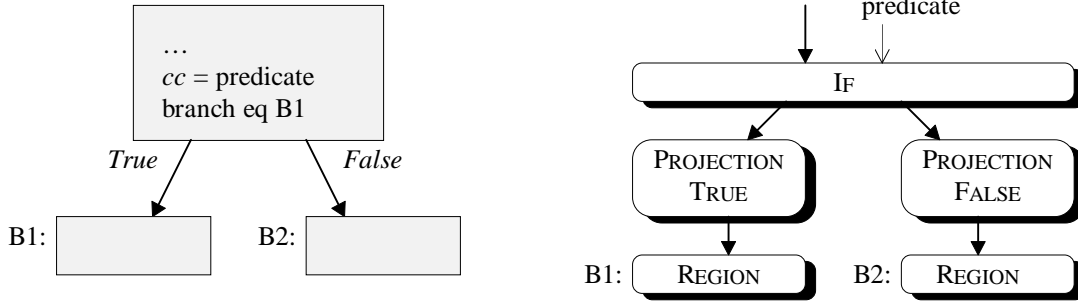 …
cc = predicate
branch eq B1
True
False
B1:
B2:
predicate
IF
PROJECTION
TRUE
PROJECTION
FALSE
B1:
REGION
B2:
REGION